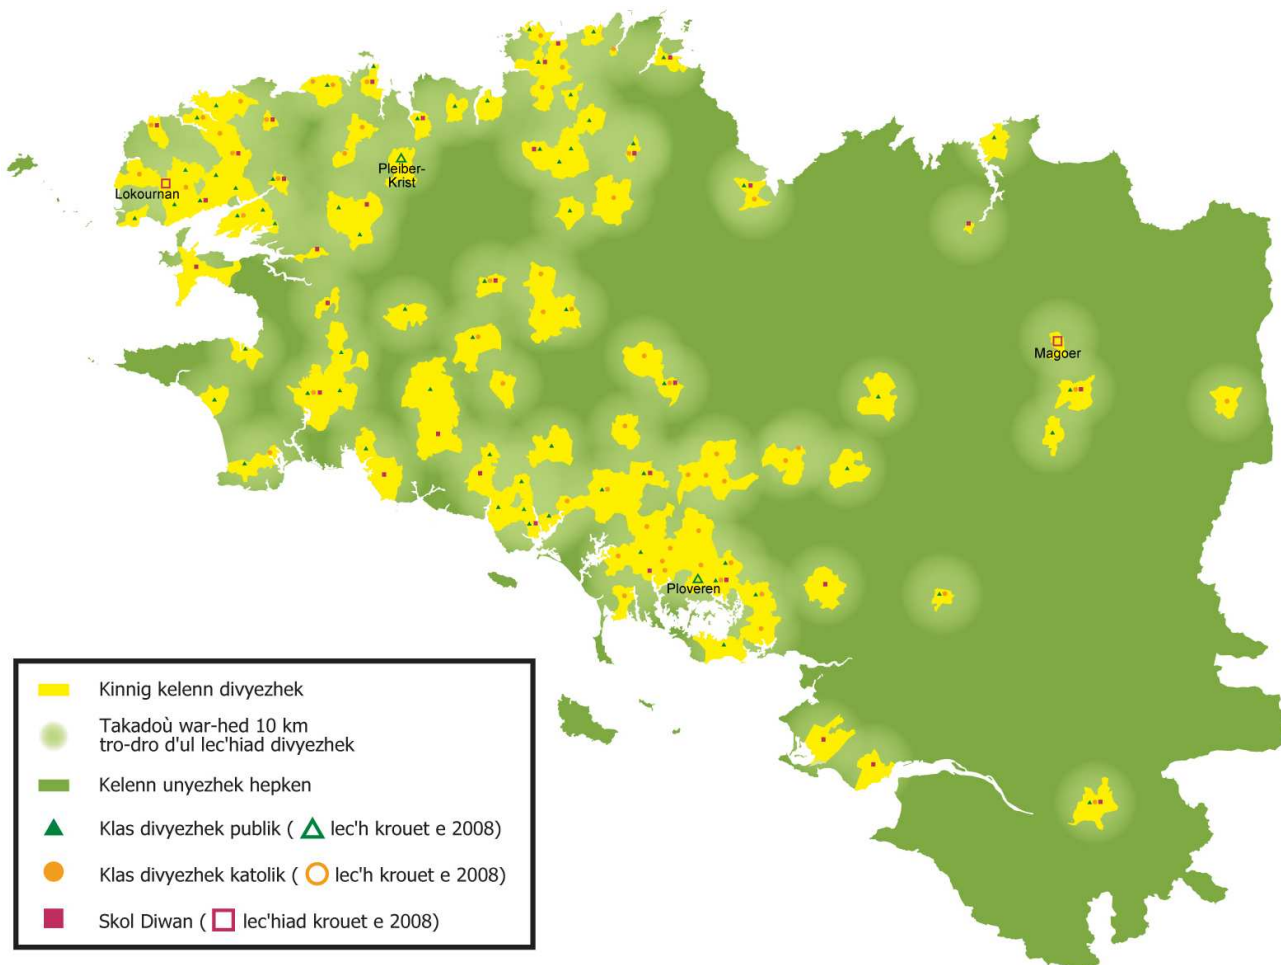 Pleiber-
Krist
Lokournan
Magoer
Ploveren
Kinnig kelenn divyezhek
Takadoù war-hed 10 km
tro-dro d'ul lec'hiad divyezhek
Kelenn unyezhek hepken
Klas divyezhek publik ( lec'h krouet e 2008)
Klas divyezhek katolik ( lec'h krouet e 2008)
Skol Diwan ( lec'hiad krouet e 2008)